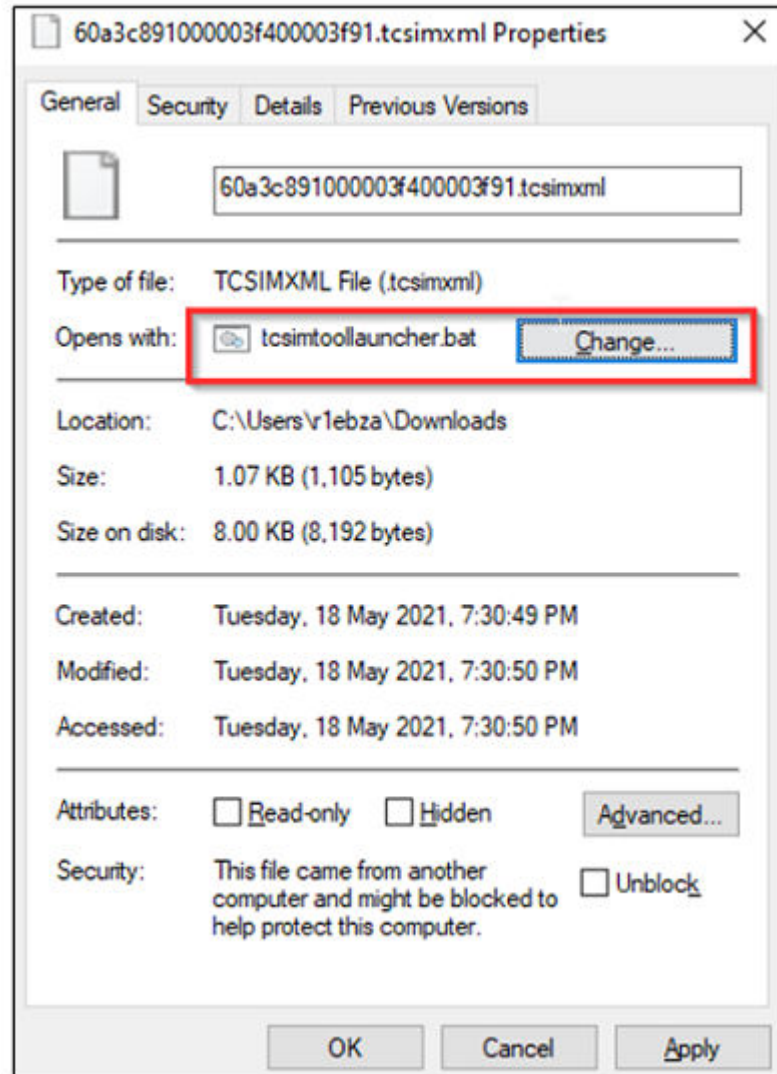 60a3c891000003f400003f91.tcsimxml Properties
General Security Details Previous Versions
60a3c891000003f400003f91.tcsimxml
Type of file: TCSIMXML File (.tcsimxml)
Opens with: tcsimtoollauncher.bat Change...
Location: C:\Users\r1ebza\Downloads
Size: 1.07 KB (1,105 bytes)
Size on disk: 8.00 KB (8,192 bytes)
Created: Tuesday, 18 May 2021, 7:30:49 PM
Modified: Tuesday, 18 May 2021, 7:30:50 PM
Accessed: Tuesday, 18 May 2021, 7:30:50 PM
Attributes: Read-only Hidden Advanced...
Security: This file came from another
computer and might be blocked to
help protect this computer.
Unblock
OK Cancel Apply